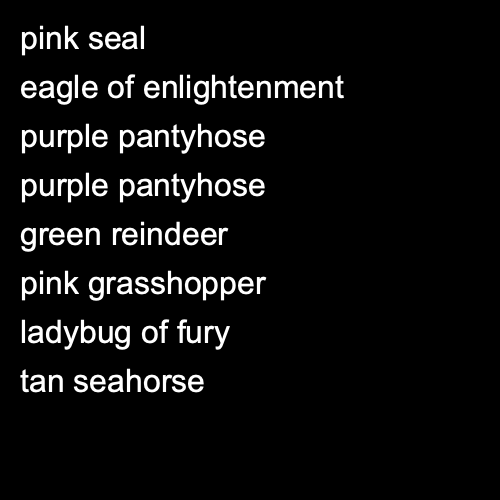 pink seal
eagle of enlightenment
purple pantyhose
purple pantyhose
green reindeer
pink grasshopper
ladybug of fury
tan seahorse